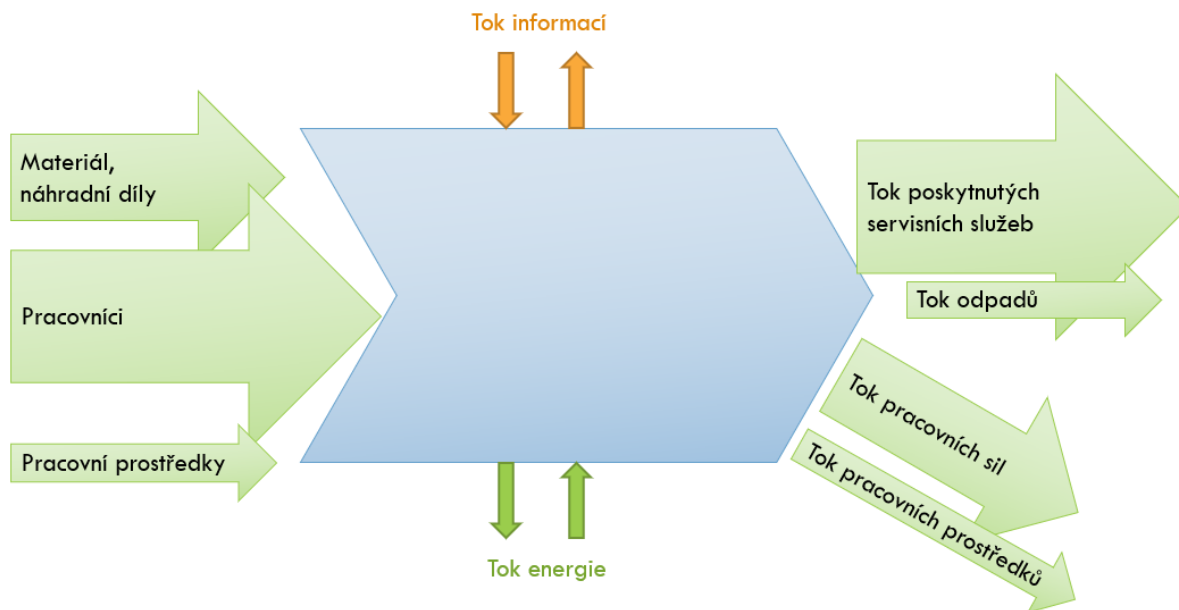 Tok informací
Materiál,
náhradní díly
Pracovníci
Pracovní prostředky
Tok poskytnutých
servisních služeb
Tok odpadů
Tok pracovních sil
Tok pracovních prostředků
Tok energie